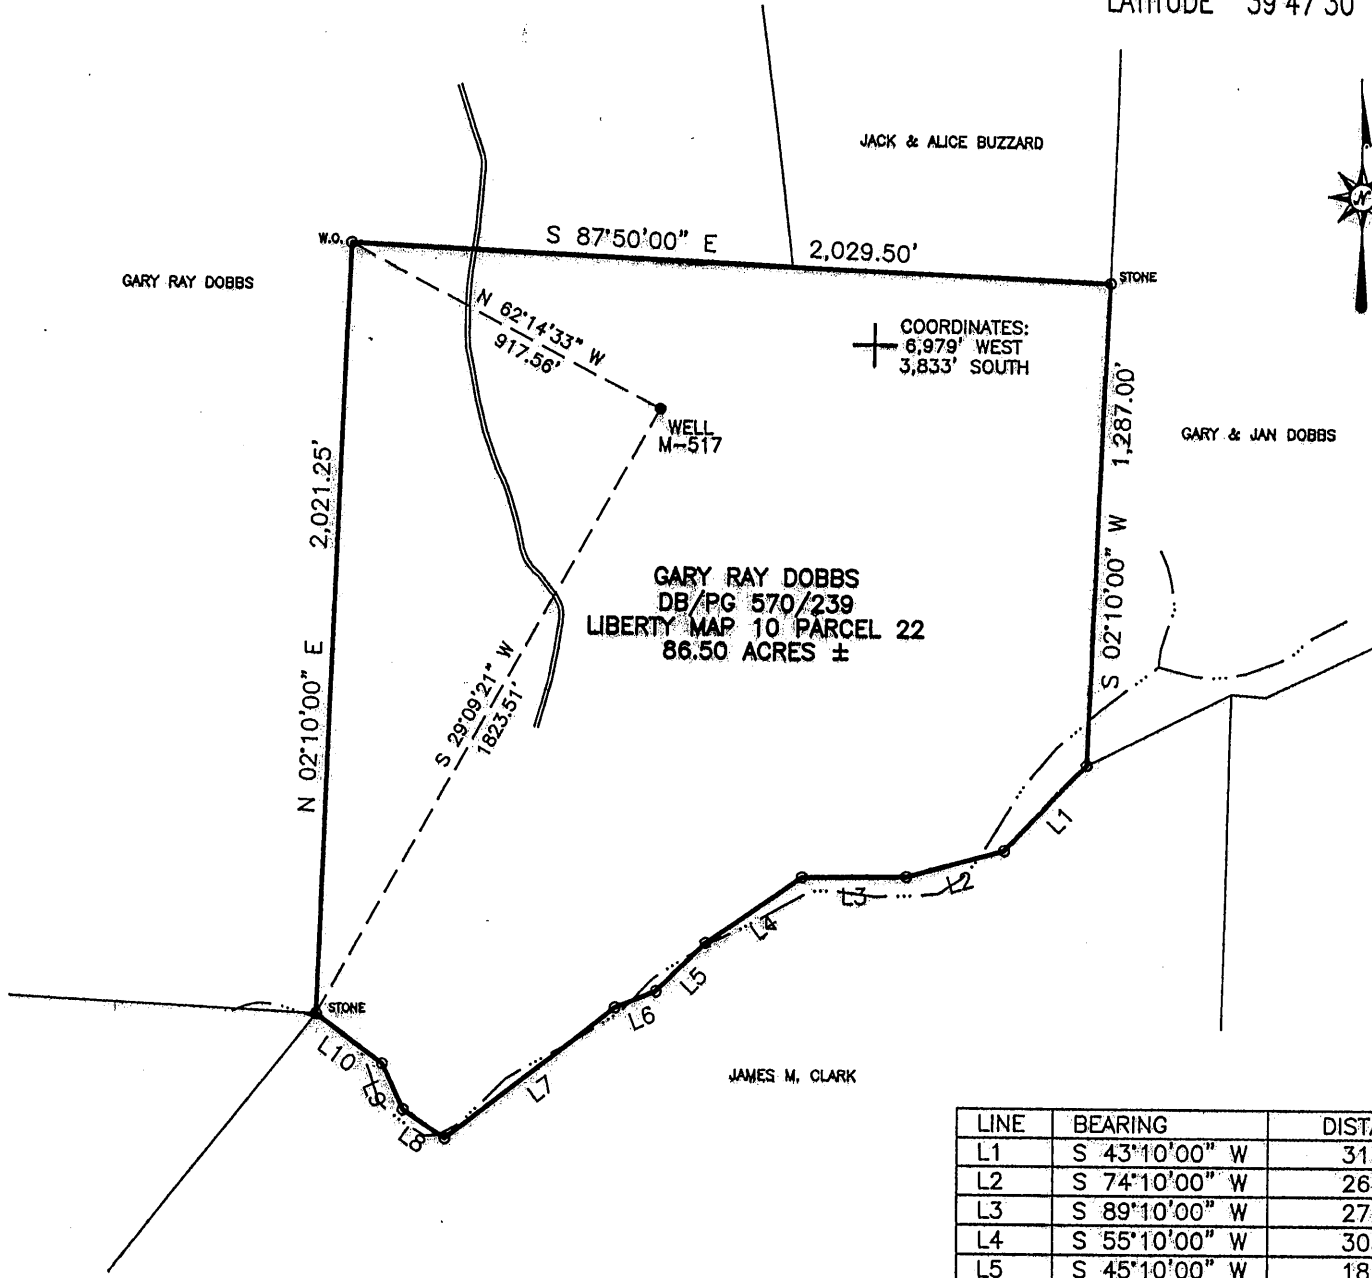 LATITUDE 39°47'30"
JACK & ALICE BUZZARD
N
W.O.
S 87°50'00" E
2,029.50'
STONE
GARY RAY DOBBS
N 62°14'33" W
917.56'
COORDINATES:
6,979' WEST
3,833' SOUTH
WELL
M-517
1,287.00'
S 02°10'00" W
GARY & JAN DOBBS
2,021.25'
N 02°10'00" E
GARY RAY DOBBS
DB/PG 570/239
LIBERTY MAP 10 PARCEL 22
86.50 ACRES ±
S 29°09'21" W
1823.51'
L1
L2
L3
L4
L5
L6
L7
L8
L9
L10
STONE
JAMES M. CLARK
LINE BEARING
L1 S 43°10'00" W 31
L2 S 74°10'00" W 26
L3 S 89°10'00" W 27
L4 S 55°10'00" W 30
L5 S 45°10'00" W 18